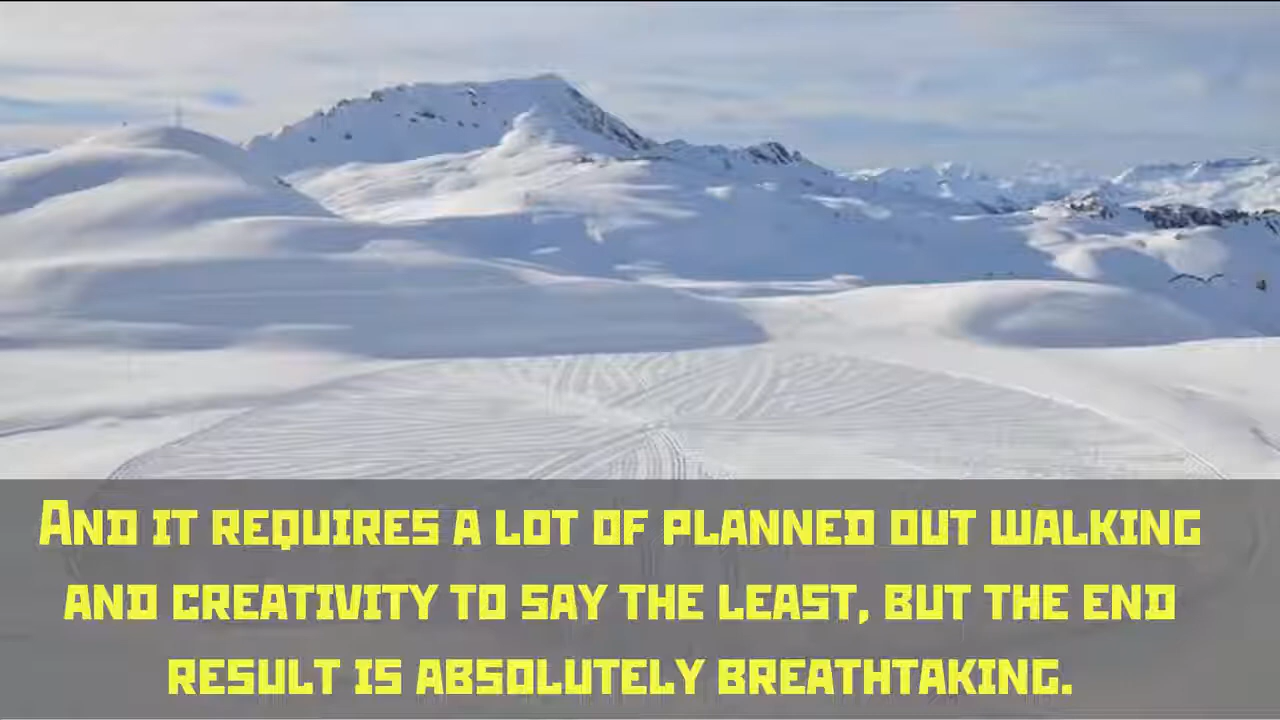 And it requires a lot of planned out walking
and creativity to say the least, but the end
result is absolutely breathtaking.